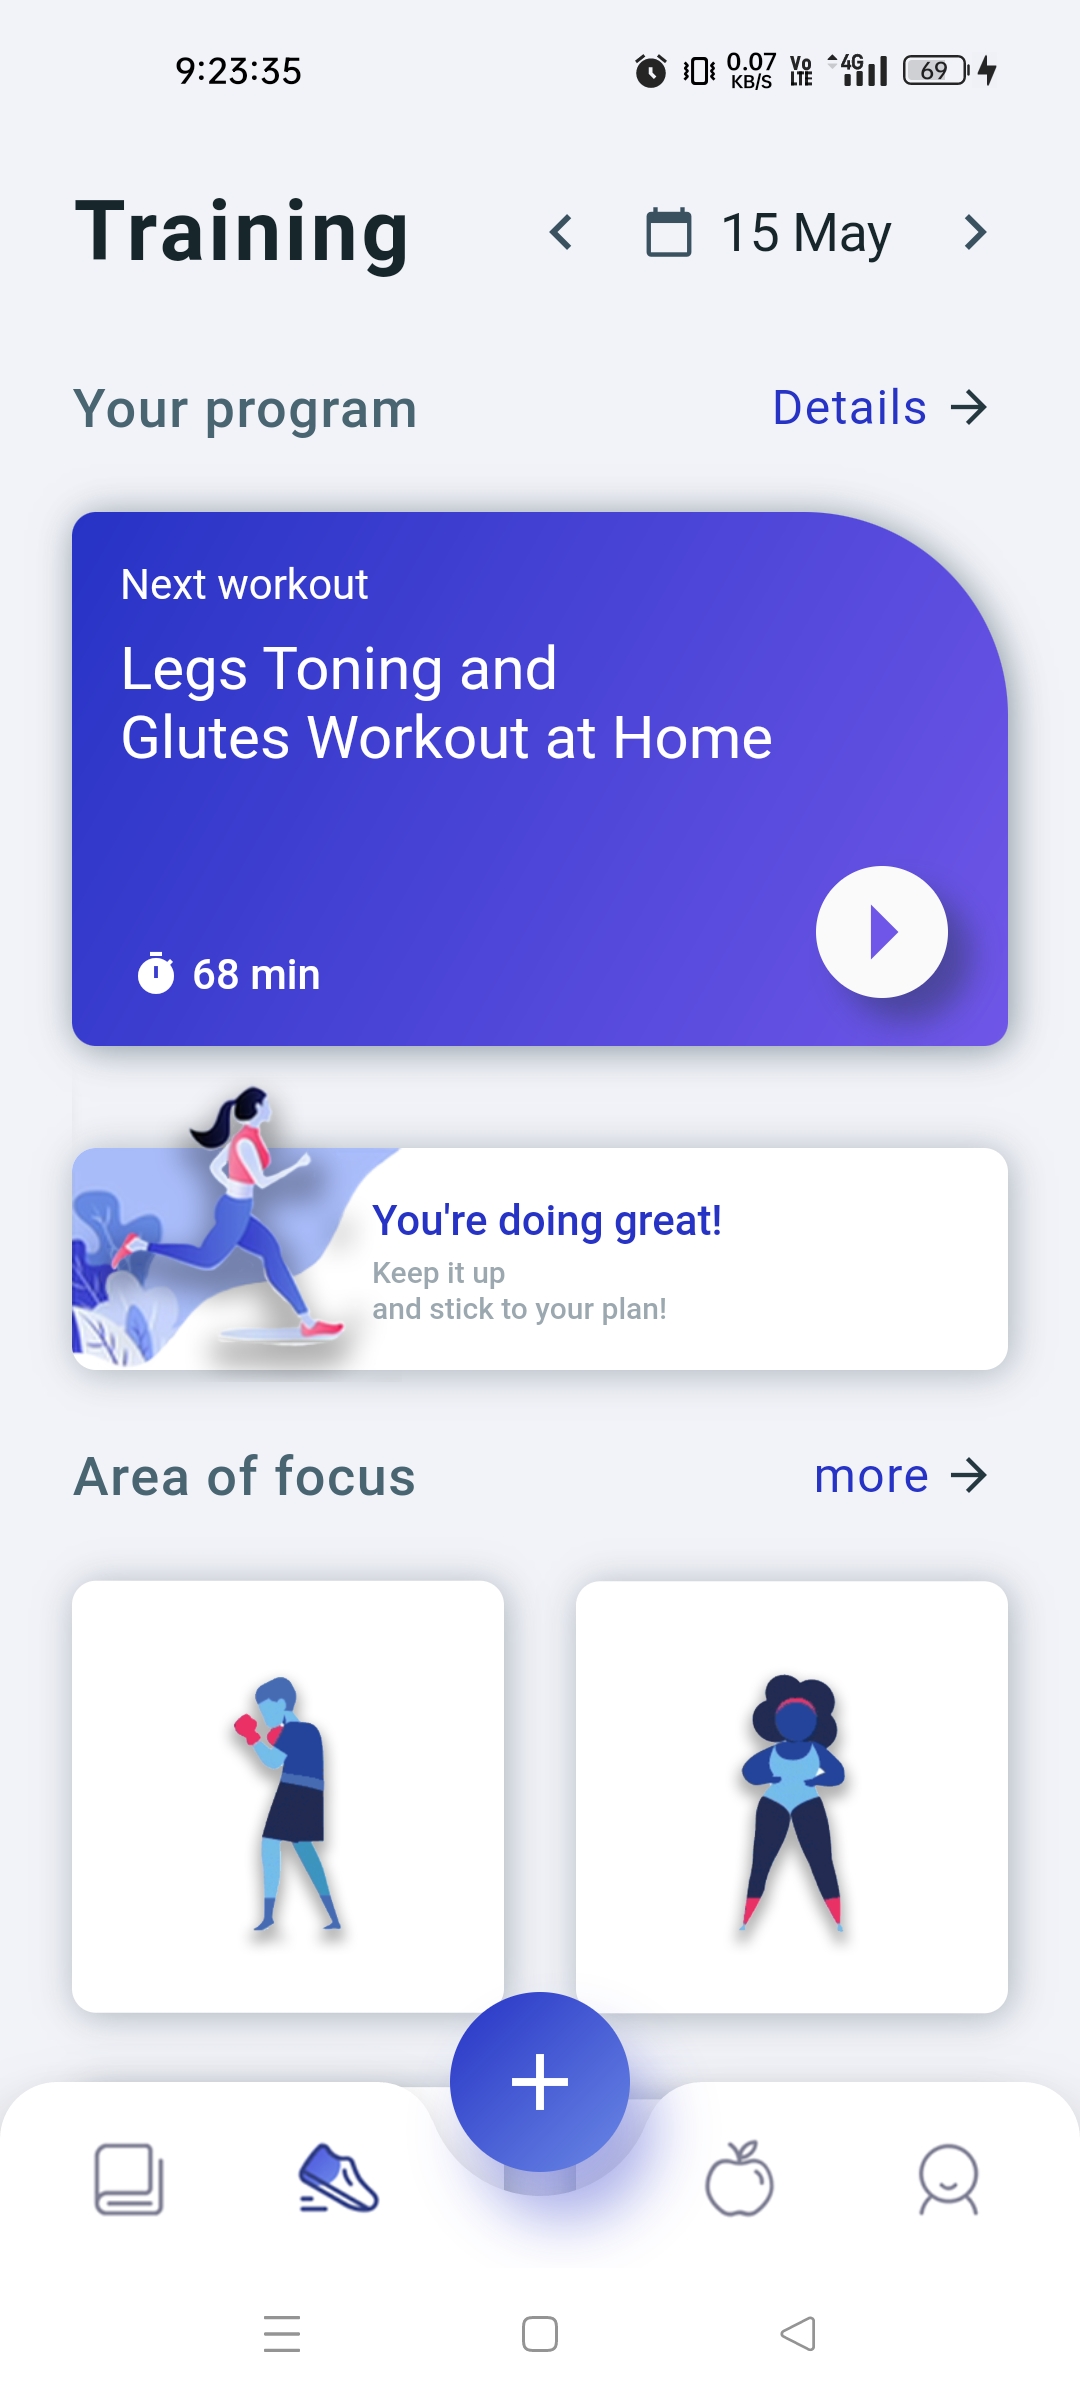 9:23:35
0.07
KB/S
Vo
LTE
4G
69
Training
15 May
Your program
Details
Next workout
Legs Toning and
Glutes Workout at Home
68 min
You're doing great!
Keep it up
and stick to your plan!
Area of focus
more